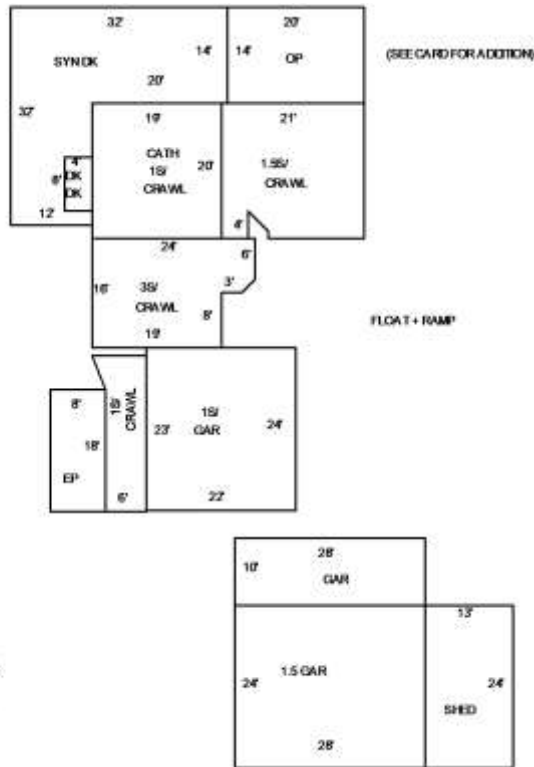 32'
20'
SYN DK
14'
14'
OP
(SEE CARD FOR ADDITION)
20'
32'
19'
21'
CATH
1S/
CRAWL
20'
1.5S/
CRAWL
4'
DK
DK
8'
12'
4'
24'
6'
16'
3S/
CRAWL
3'
8'
19'
FLOAT + RAMP
1S/
CRAWL
8'
18'
EP
6'
23'
1S/
GAR
24'
22'
10'
28'
GAR
13'
24'
1.5 GAR
24'
SHED
28'